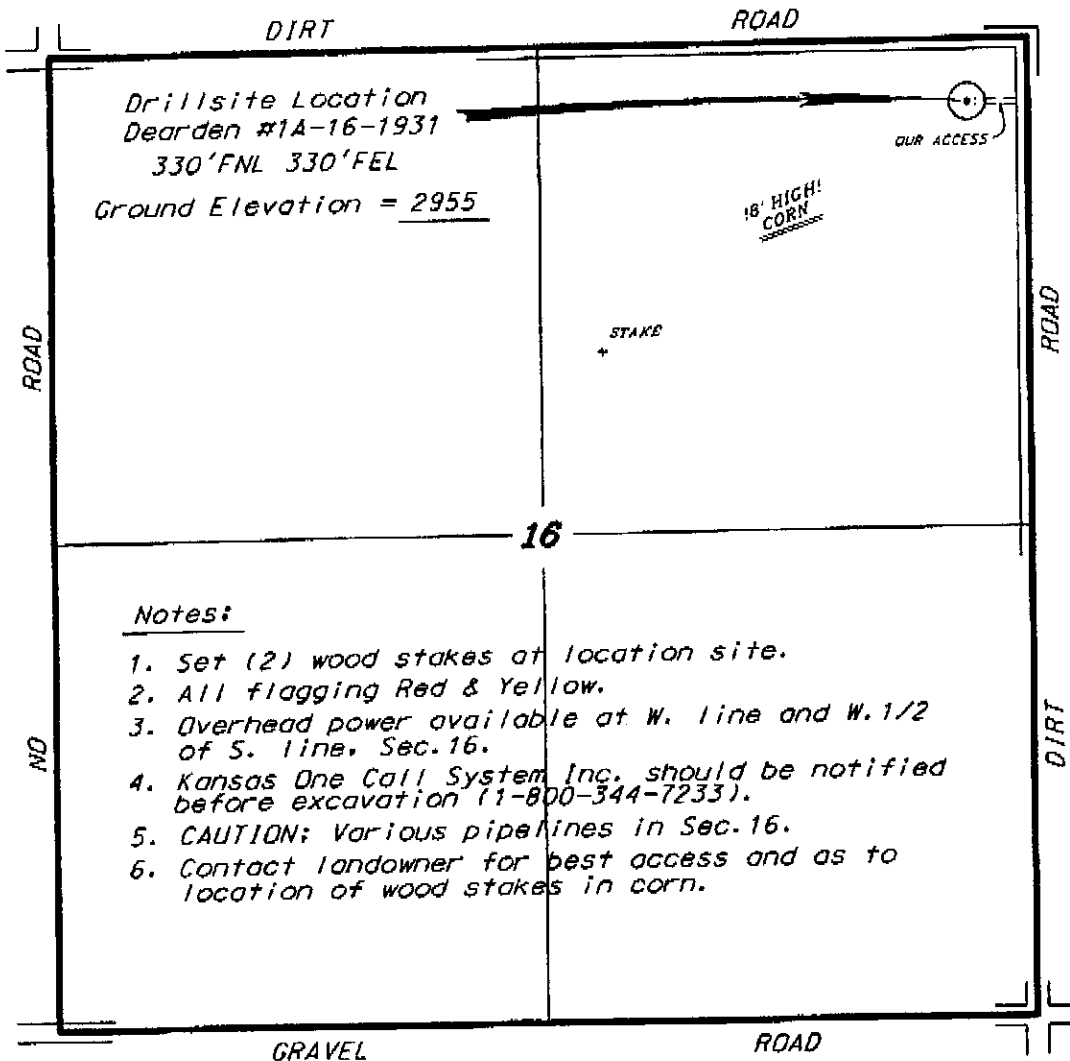 DIRT ROAD
Drillsite Location
Dearden #1A-16-1931
330'FNL 330'FEL
Ground Elevation = 2955
OUR ACCESS
!8' HIGH!
CORN
STAKE
ROAD
ROAD
16
Notes:
1. Set (2) wood stakes at location site.
2. All flagging Red & Yellow.
3. Overhead power available at W. line and W.1/2
of S. line, Sec.16.
4. Kansas One Call System Inc. should be notified
before excavation (1-800-344-7233).
5. CAUTION: Various pipelines in Sec.16.
6. Contact landowner for best access and as to
location of wood stakes in corn.
NO
DIRT
GRAVEL ROAD